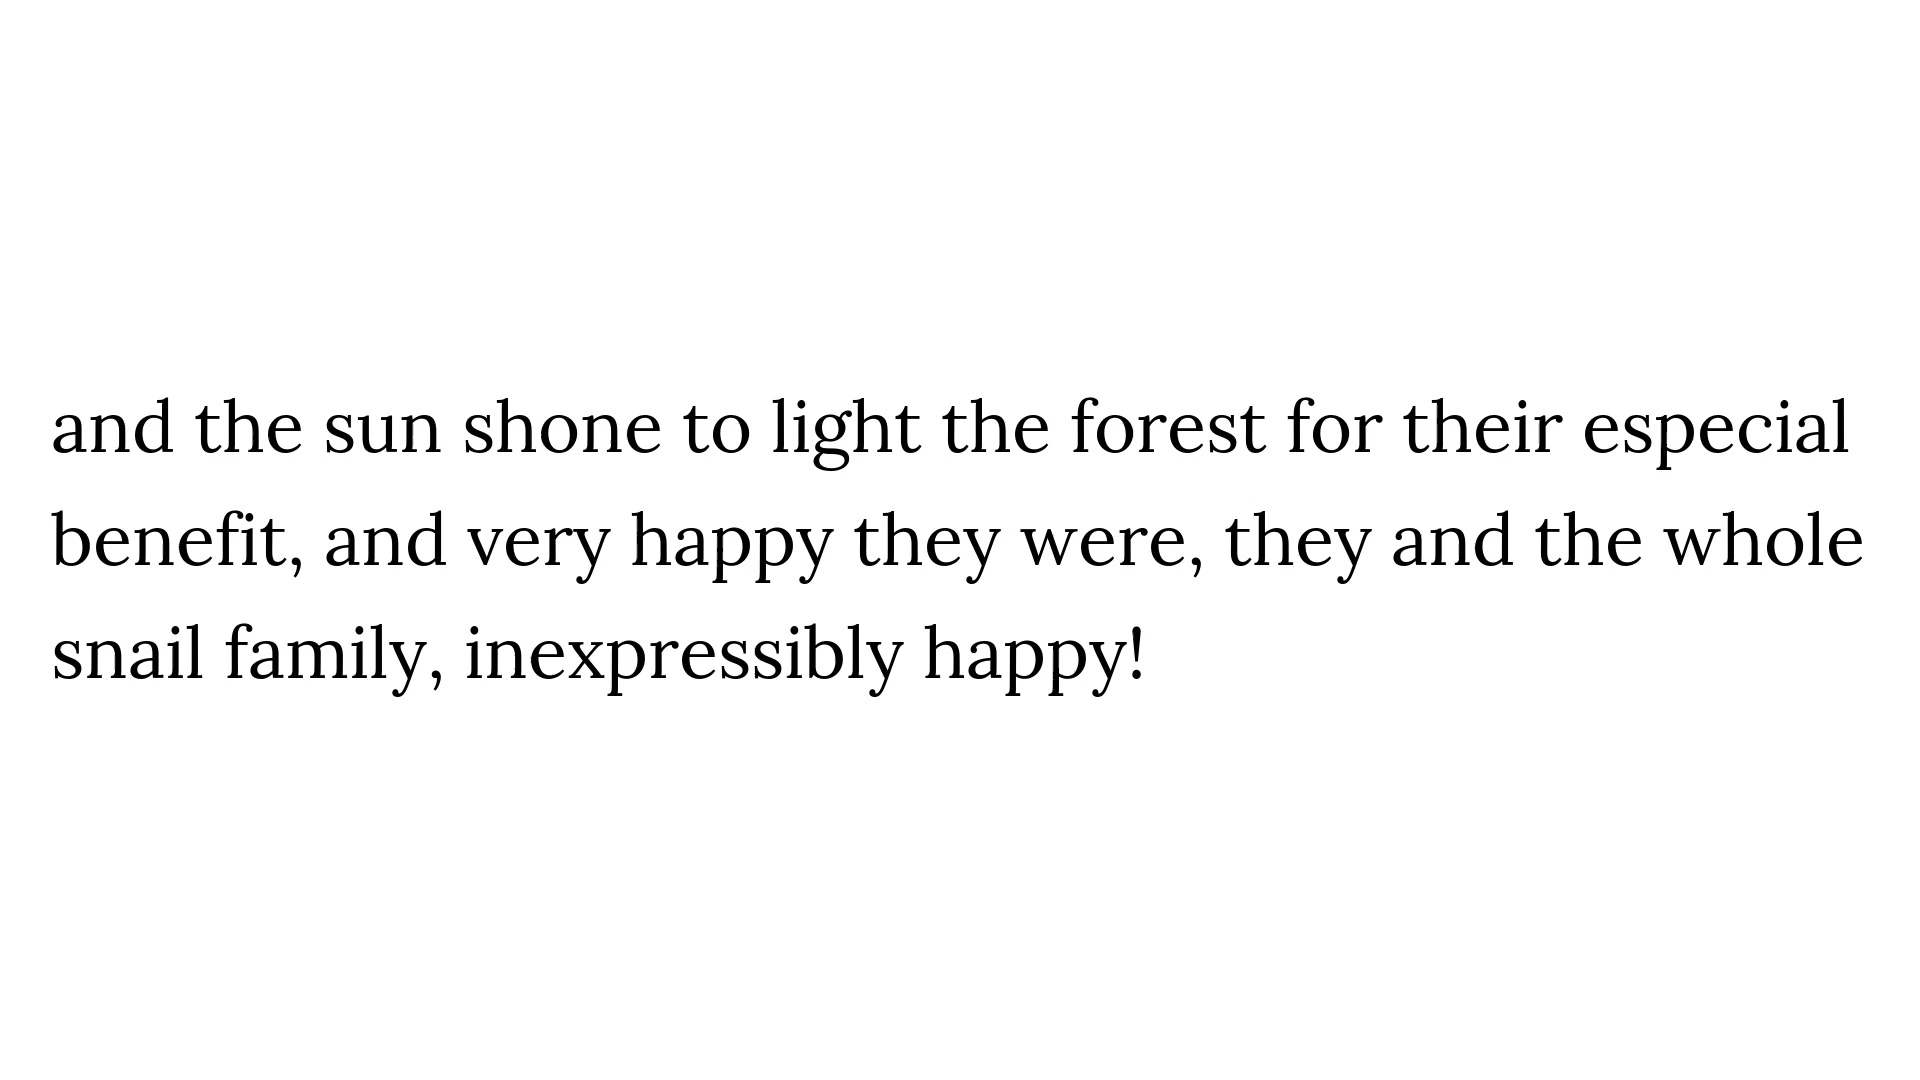 and the sun shone to light the forest for their especial
benefit, and very happy they were, they and the whole
snail family, inexpressibly happy!